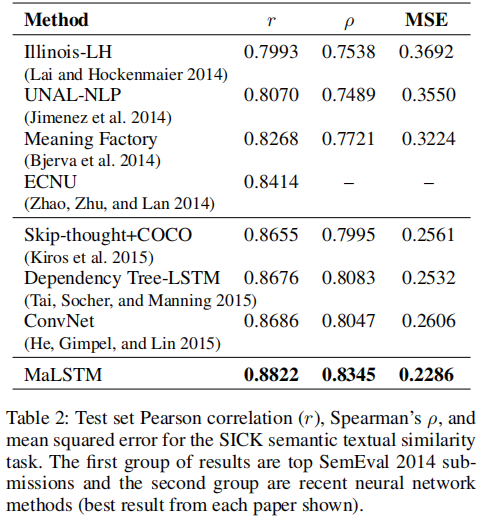 Method r ρ MSE
Illinois-LH 0.7993 0.7538 0.3692
(Lai and Hockenmaier 2014)
UNAL-NLP 0.8070 0.7489 0.3550
(Jimenez et al. 2014)
Meaning Factory 0.8268 0.7721 0.3224
(Bjerva et al. 2014)
ECNU 0.8414 – –
(Zhao, Zhu, and Lan 2014)
Skip-thought+COCO 0.8655 0.7995 0.2561
(Kiros et al. 2015)
Dependency Tree-LSTM 0.8676 0.8083 0.2532
(Tai, Socher, and Manning 2015)
ConvNet 0.8686 0.8047 0.2606
(He, Gimpel, and Lin 2015)
MaLSTM 0.8822 0.8345 0.2286
Table 2: Test set Pearson correlation (r), Spearman's ρ, and
mean squared error for the SICK semantic textual similarity
task. The first group of results are top SemEval 2014 sub-
missions and the second group are recent neural network
methods (best result from each paper shown).